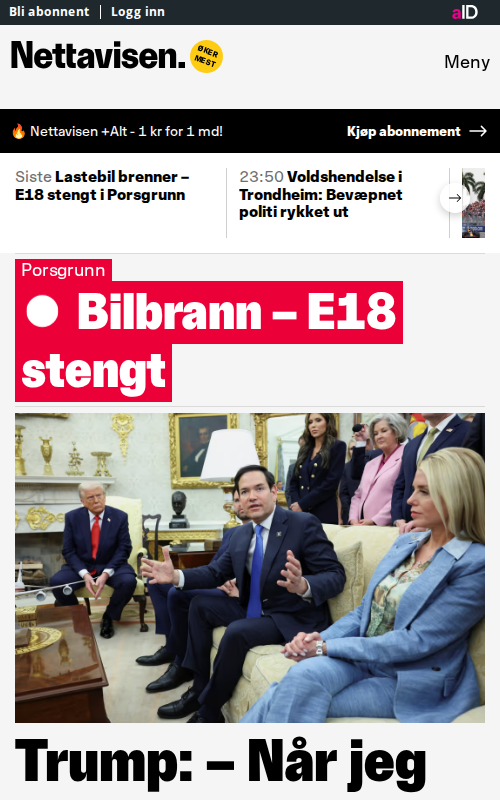 Bli abonnent
Logg inn
aID
Nettavisen.
ØKER
MEST
Meny
🔥 Nettavisen +Alt - 1 kr for 1 md!
Kjøp abonnement
Siste Lastebil brenner –
E18 stengt i Porsgrunn
23:50 Voldshendelse i
Trondheim: Bevæpnet
politi rykket ut
Porsgrunn
Bilbrann – E18
stengt
Trump: – Når jeg